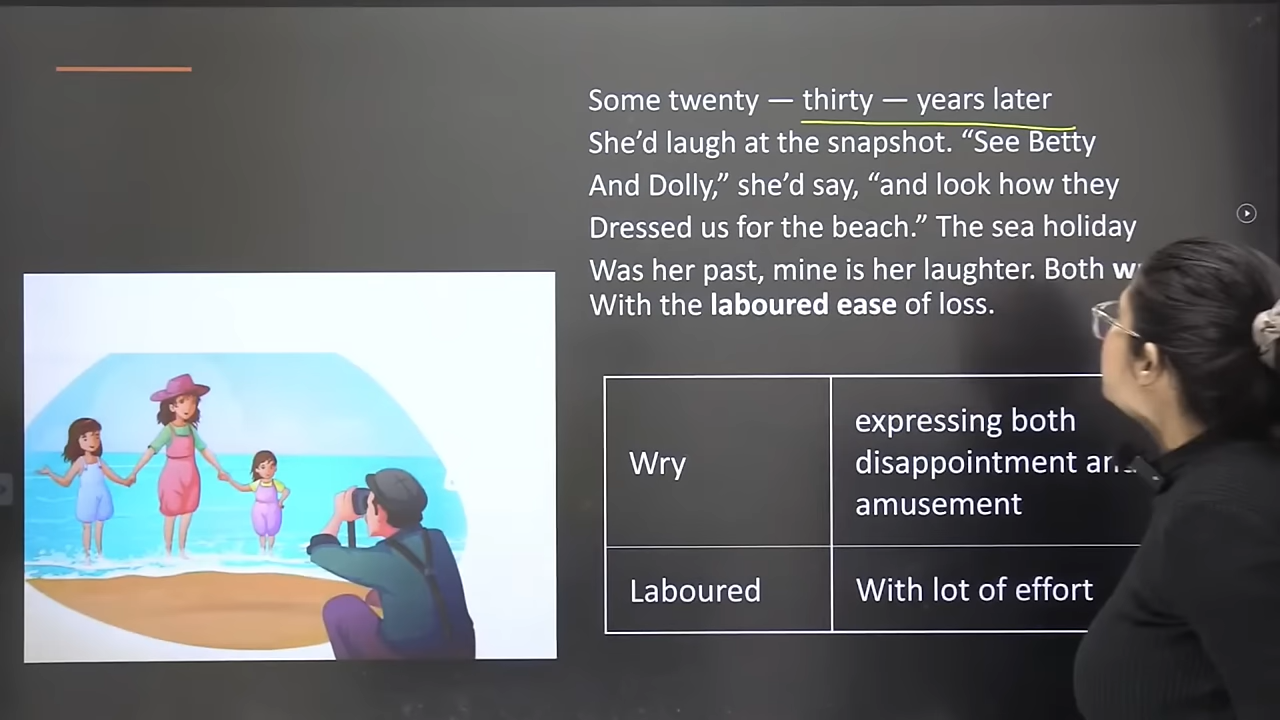 Some twenty — thirty — years later
She’d laugh at the snapshot. “See Betty
And Dolly,” she’d say, “and look how they
Dressed us for the beach.” The sea holiday
Was her past, mine is her laughter. Both
With the laboured ease of loss.
Wry
expressing both
disappointment
amusement
Laboured
With lot of effort